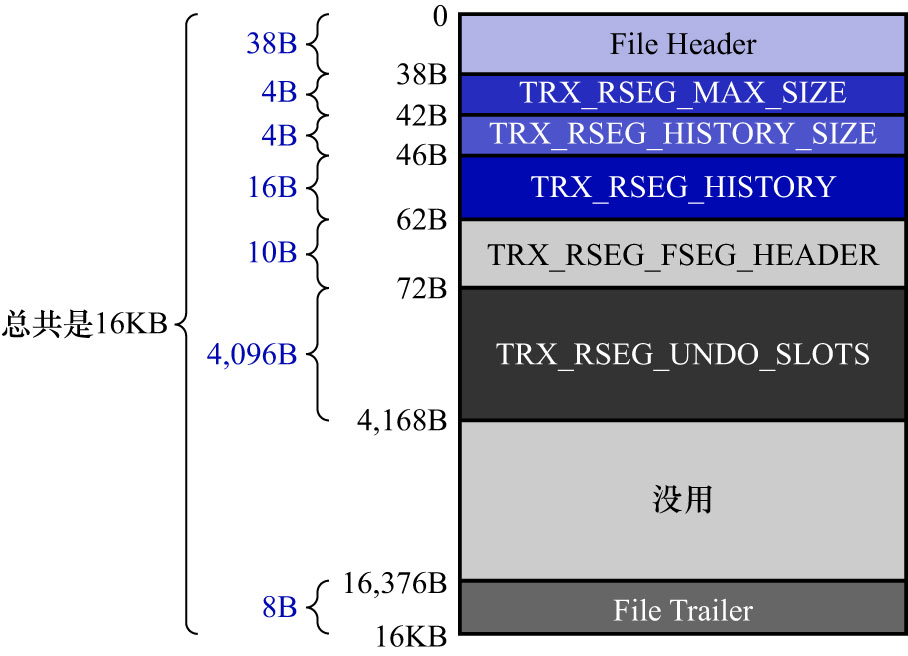 0
38B
File Header
38B
4B
TRX_RSEG_MAX_SIZE
42B
4B
TRX_RSEG_HISTORY_SIZE
46B
16B
TRX_RSEG_HISTORY
62B
10B
TRX_RSEG_FSEG_HEADER
72B
总共是16KB
4,096B
TRX_RSEG_UNDO_SLOTS
4,168B
没用
16,376B
8B
File Trailer
16KB